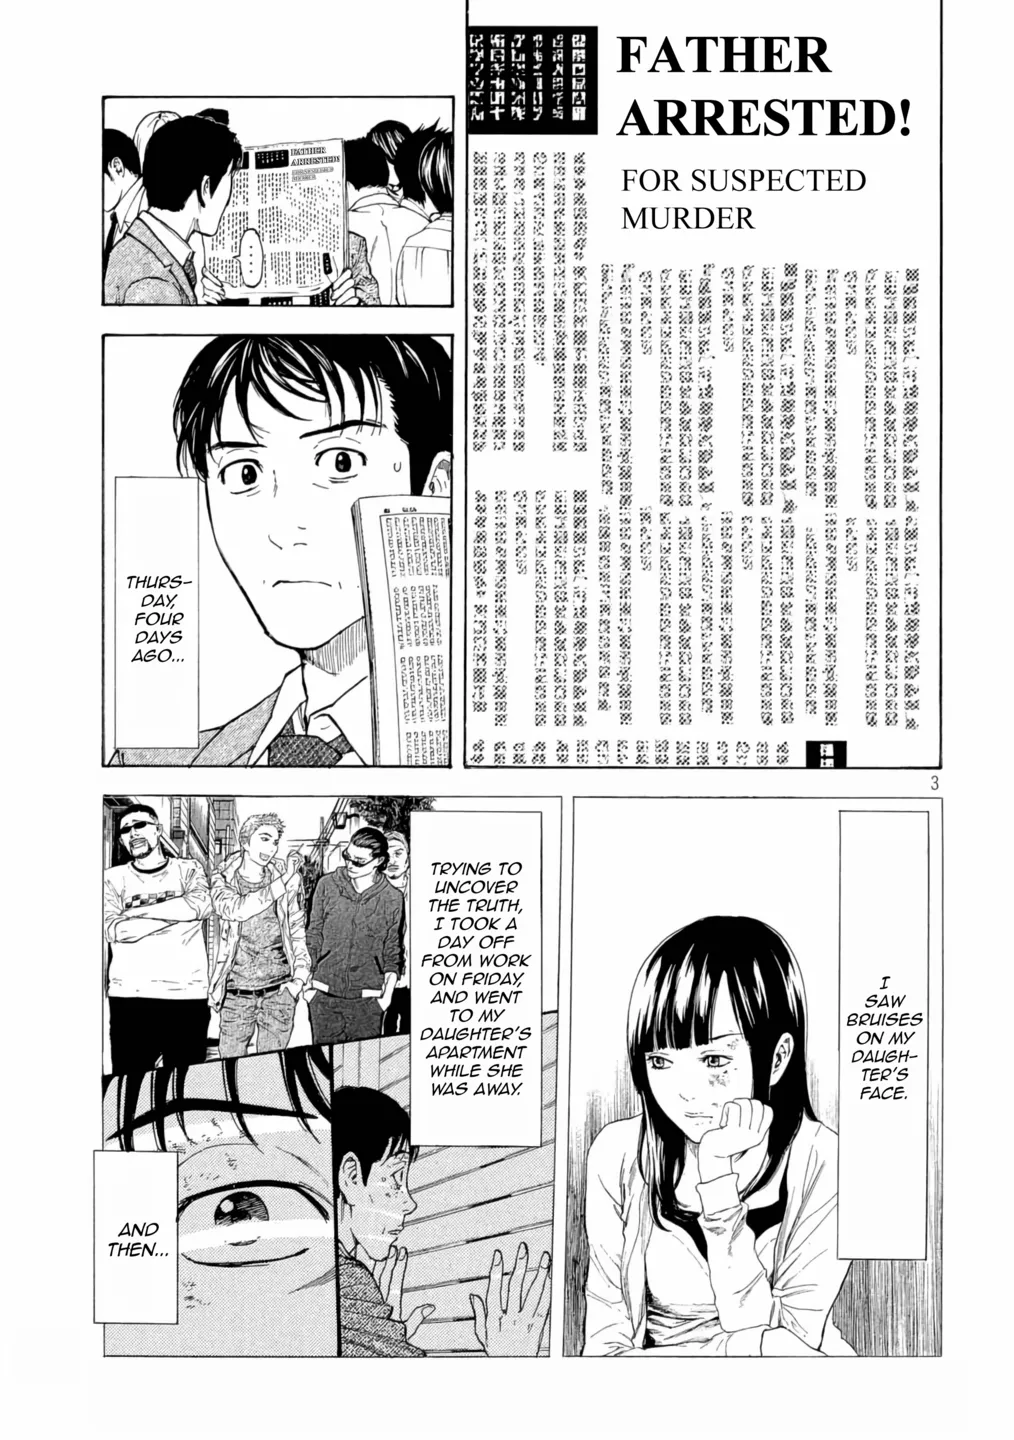 FATHER
ARRESTED!
FOR SUSPECTED
MURDER
FATHER
ARRESTED!
....
THURS-
DAY,
FOUR
DAYS
AGO...
3
I
SAW
BRUISES
ON MY
DAUGH-
TER'S
FACE.
TRYING TO
UNCOVER
THE TRUTH,
I TOOK A
DAY OFF
FROM WORK
ON FRIDAY,
AND WENT
TO MY
DAUGHTER'S
APARTMENT
WHILE SHE
WAS AWAY.
AND
THEN...